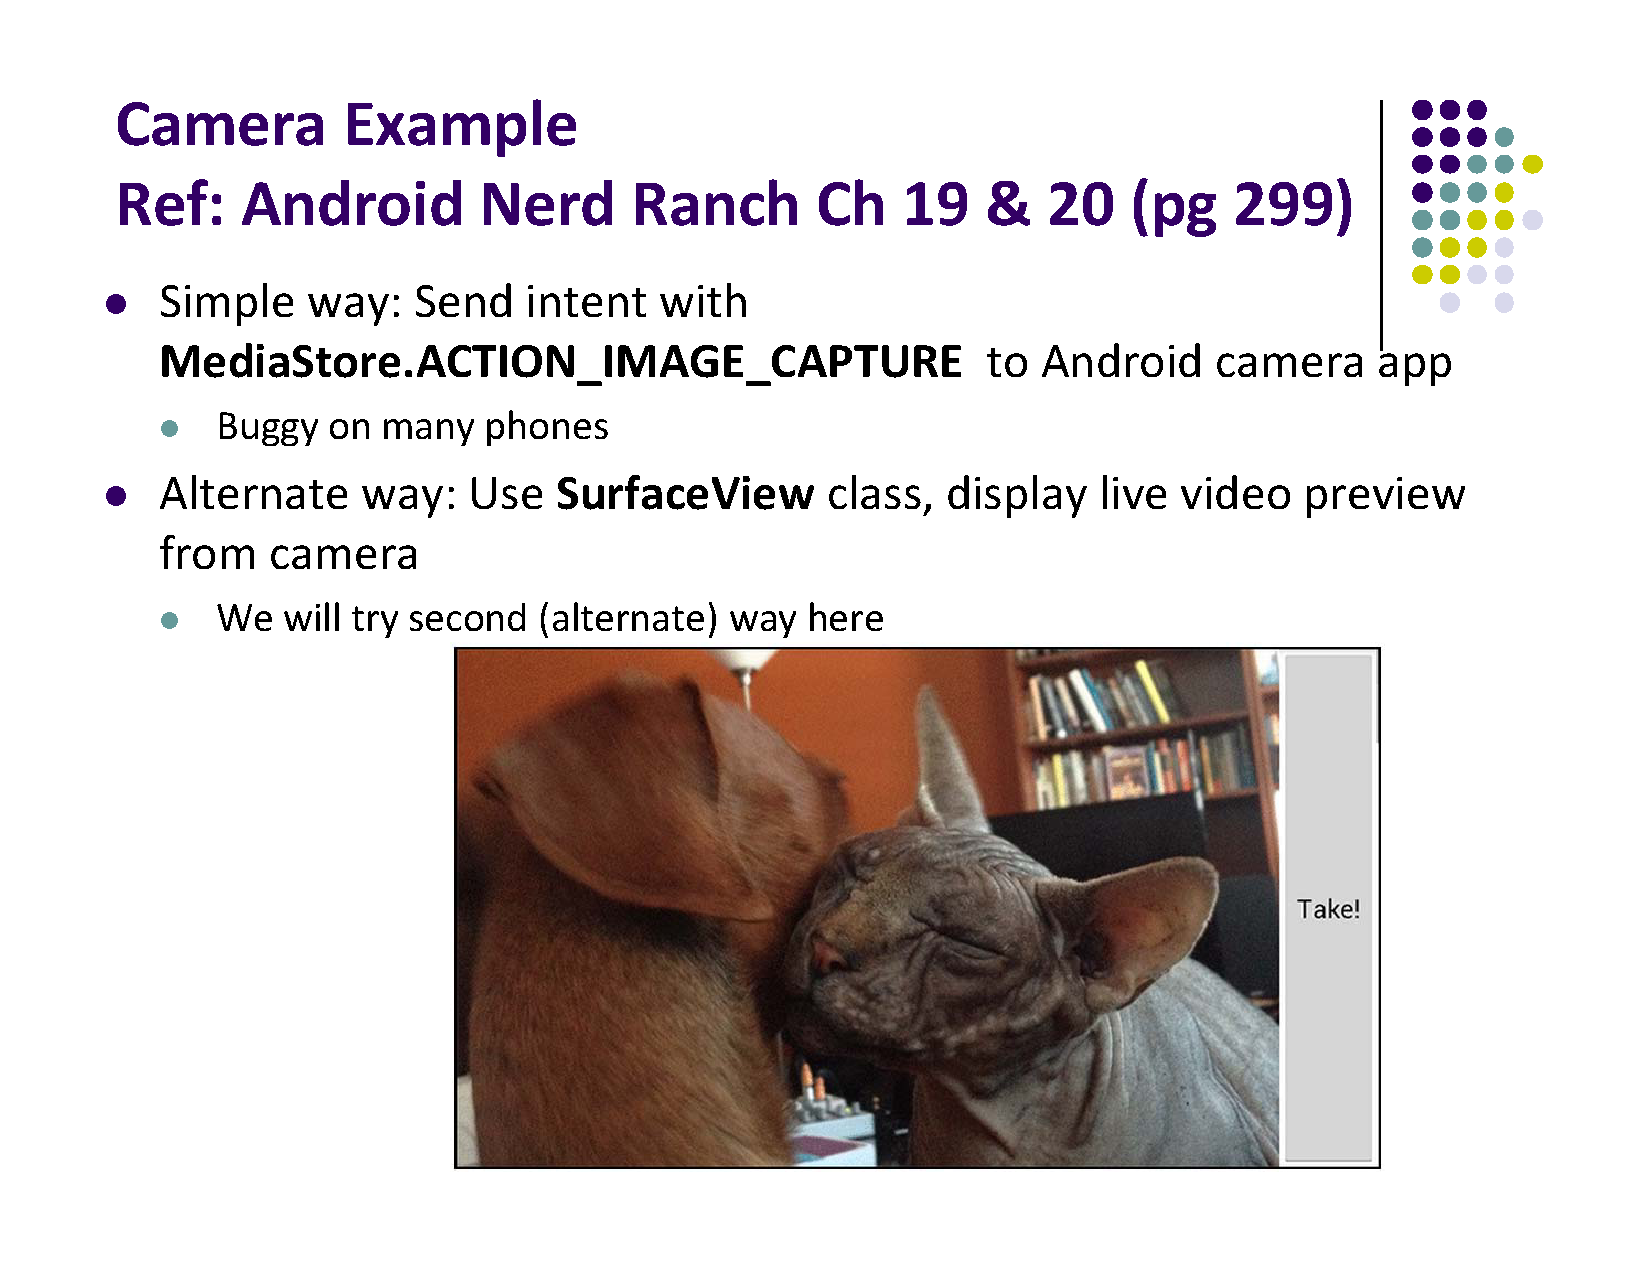 Camera Example
Ref: Android Nerd Ranch Ch 19 & 20 (pg 299)
Simple way: Send intent with
MediaStore.ACTION_IMAGE_CAPTURE to Android camera app
Buggy on many phones
Alternate way: Use SurfaceView class, display live video preview
from camera
We will try second (alternate) way here
Take!